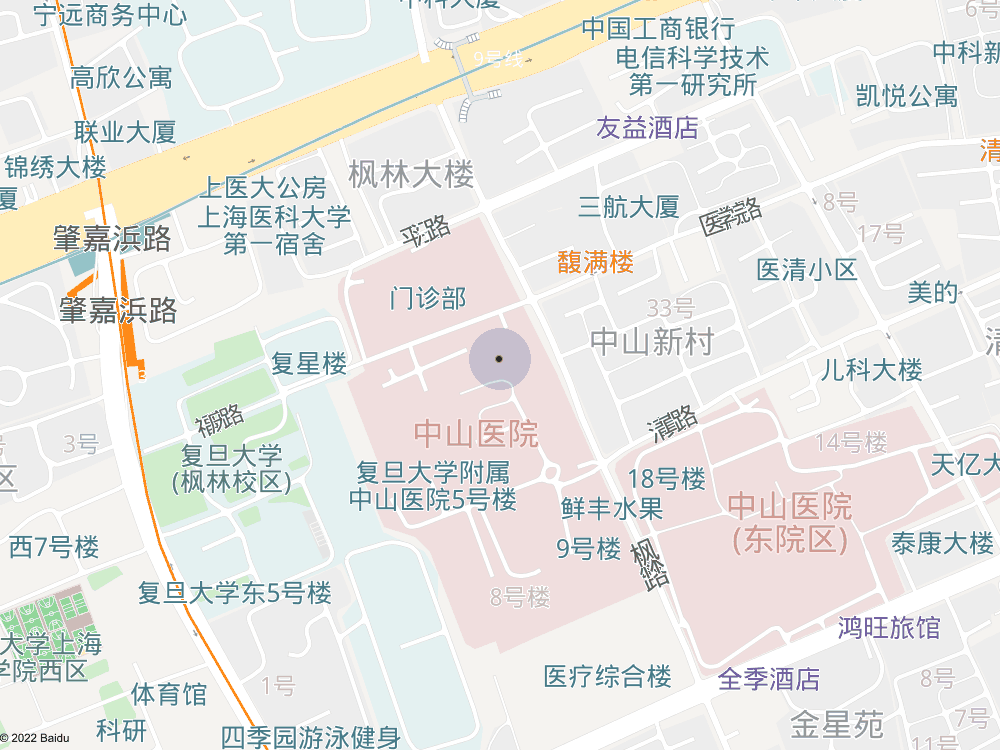 宁远商务中心
中国工商银行
6号
9号线
电信科学技术
第一研究所
中科新
高欣公寓
凯悦公寓
联业大厦
友益酒店
锦绣大楼
厦
枫林大楼
上医大公房
上海医科大学
第一宿舍
三航大厦
医学院路
8号
17号
平江路
肇嘉浜路
馥满楼
医清小区
门诊部
美的
肇嘉浜路
33号
中山新村
复星楼
儿科大楼
清真路
3号
中山医院
14号楼
复旦大学
(枫林校区)
复旦大学附属
中山医院5号楼
18号楼
天亿大
区
鲜丰水果
中山医院
(东院区)
西7号楼
9号楼
枫林路
泰康大楼
复旦大学东5号楼
8号楼
大学上海
学院西区
鸿旺旅馆
医疗综合楼
全季酒店
1号
8号
体育馆
科研
四季园游泳健身
金星苑
7号
11号
© 2022 Baidu